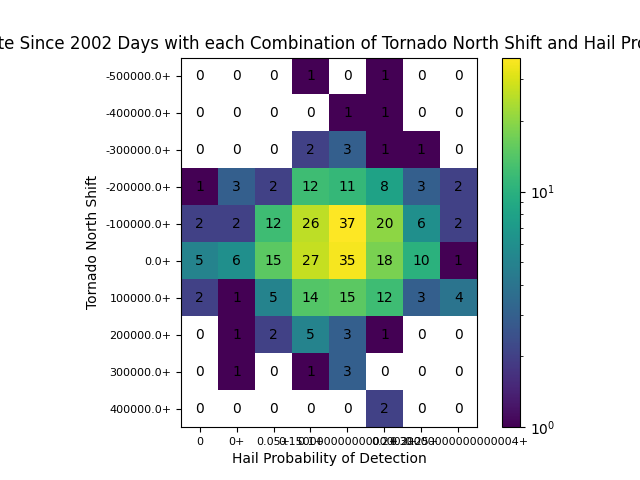 te Since 2002 Days with each Combination of Tornado North Shift and Hail Pro
Tornado North Shift
-500000.0+ 0 0 0 1 0 1 0 0
-400000.0+ 0 0 0 0 1 1 0 0
-300000.0+ 0 0 0 2 3 1 1 0
-200000.0+ 1 3 2 12 11 8 3 2
-100000.0+ 2 2 12 26 37 20 6 2
0.0+ 5 6 15 27 35 18 10 1
100000.0+ 2 1 5 14 15 12 3 4
200000.0+ 0 1 2 5 3 1 0 0
300000.0+ 0 1 0 1 3 0 0 0
400000.0+ 0 0 0 0 0 2 0 0
0 0+
Hail Probability of Detection
10¹
10⁰